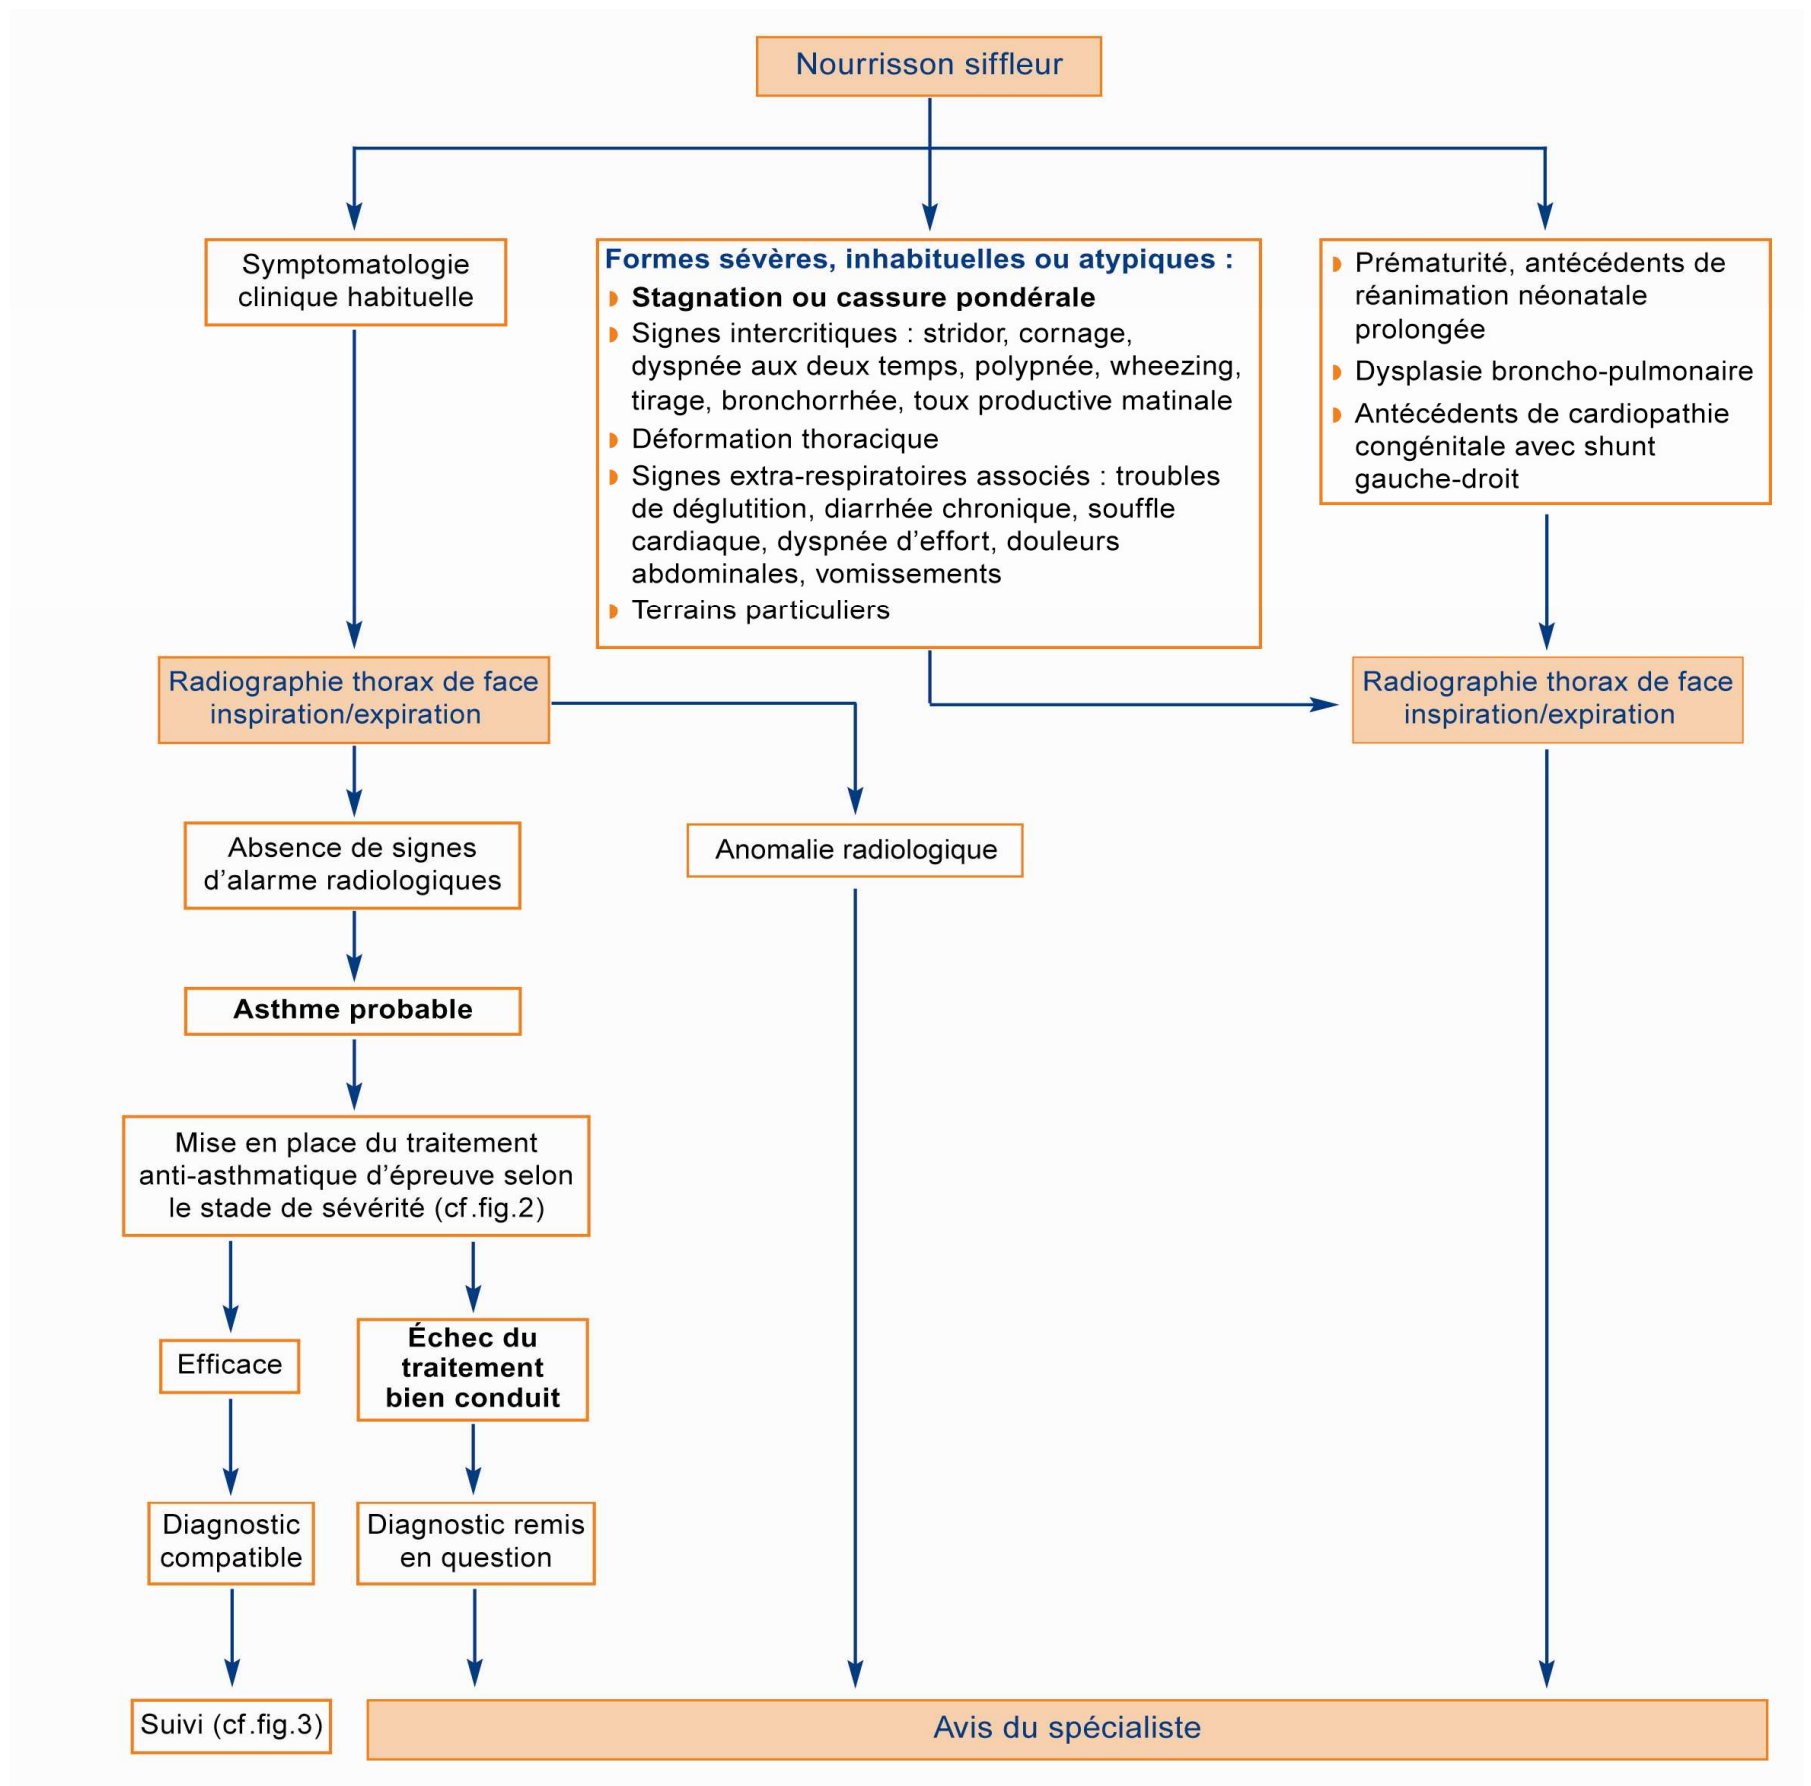 Nourrisson siffleur
Symptomatologie
clinique habituelle
Formes sévères, inhabituelles ou atypiques :
Stagnation ou cassure pondérale
Signes intercritiques : stridor, cornage,
dyspnée aux deux temps, polypnée, wheezing,
tirage, bronchorrhée, toux productive matinale
Déformation thoracique
Signes extra-respiratoires associés : troubles
de déglutition, diarrhée chronique, souffle
cardiaque, dyspnée d’effort, douleurs
abdominales, vomissements
Terrains particuliers
Prématurité, antécédents de
réanimation néonatale
prolongée
Dysplasie broncho-pulmonaire
Antécédents de cardiopathie
congénitale avec shunt
gauche-droit
Radiographie thorax de face
inspiration/expiration
Radiographie thorax de face
inspiration/expiration
Absence de signes
d’alarme radiologiques
Anomalie radiologique
Asthme probable
Mise en place du traitement
anti-asthmatique d’épreuve selon
le stade de sévérité (cf.fig.2)
Efficace
Échec du
traitement
bien conduit
Diagnostic
compatible
Diagnostic remis
en question
Suivi (cf.fig.3)
Avis du spécialiste